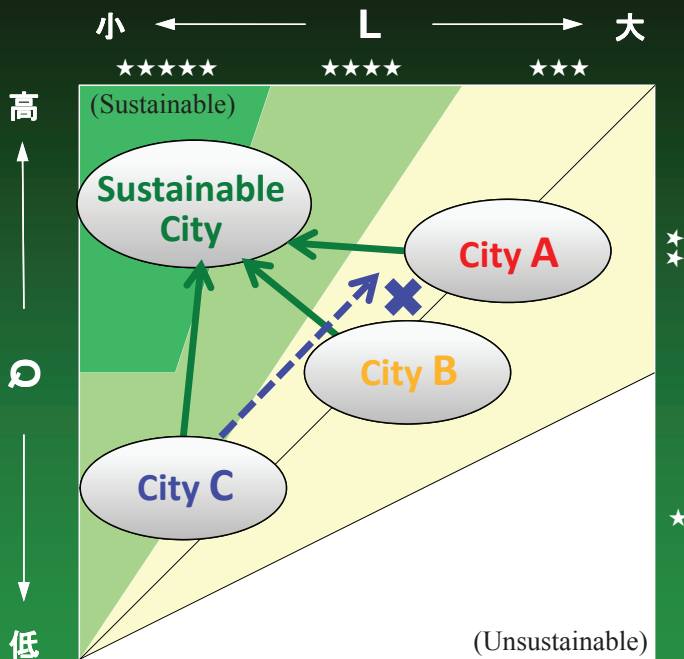 小 L 大
★★★★★ ★★★★ ★★★
高
(Sustainable)
Sustainable
City
City A
★★
Q
City B
City C
★
低
(Unsustainable)